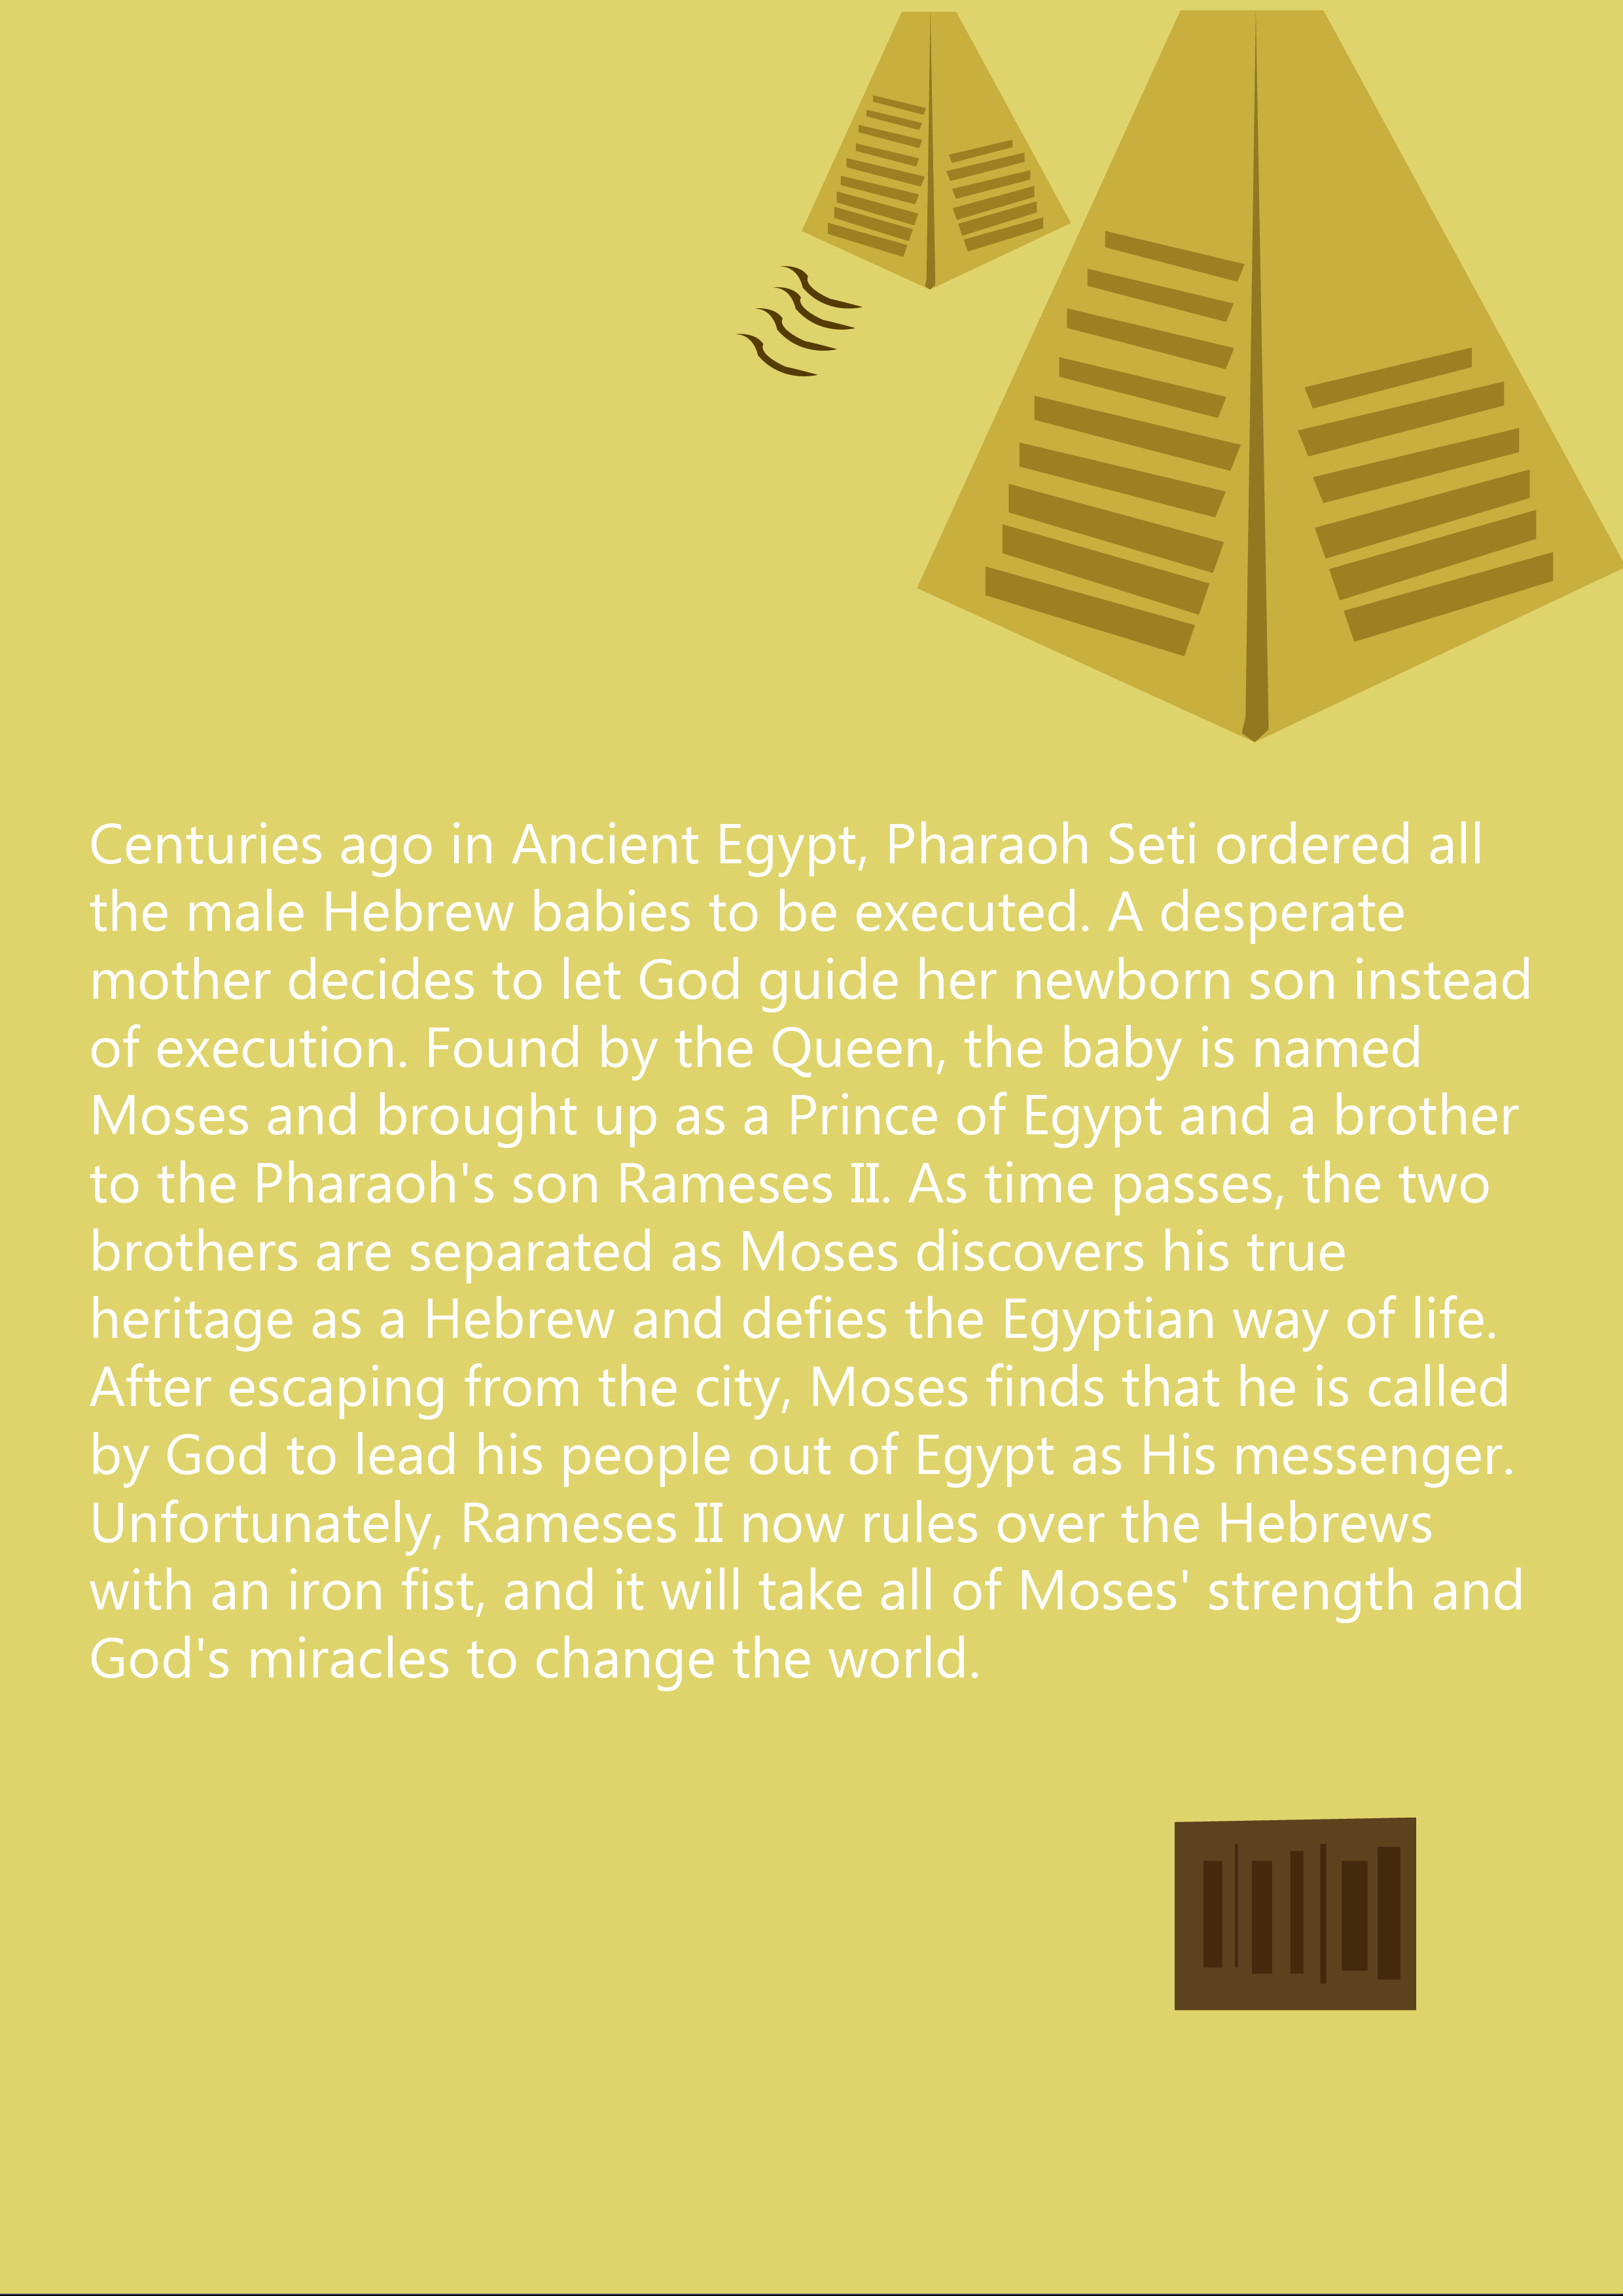 Centuries ago in Ancient Egypt, Pharaoh Seti ordered all
the male Hebrew babies to be executed. A desperate
mother decides to let God guide her newborn son instead
of execution. Found by the Queen, the baby is named
Moses and brought up as a Prince of Egypt and a brother
to the Pharaoh's son Rameses II. As time passes, the two
brothers are separated as Moses discovers his true
heritage as a Hebrew and defies the Egyptian way of life.
After escaping from the city, Moses finds that he is called
by God to lead his people out of Egypt as His messenger.
Unfortunately, Rameses II now rules over the Hebrews
with an iron fist, and it will take all of Moses' strength and
God's miracles to change the world.